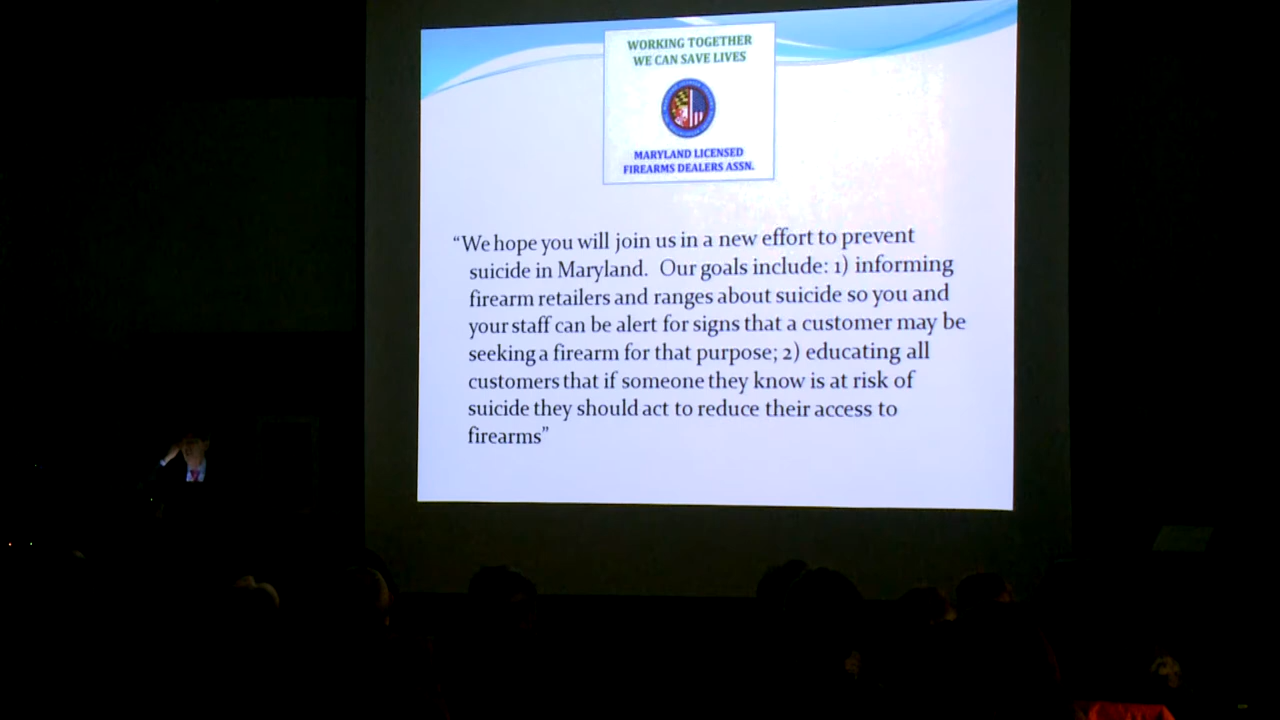 WORKING TOGETHER
WE CAN SAVE LIVES
MARYLAND LICENSED
FIREARMS DEALERS ASSN.
“We hope you will join us in a new effort to prevent
suicide in Maryland. Our goals include: 1) informing
firearm retailers and ranges about suicide so you and
your staff can be alert for signs that a customer may be
seeking a firearm for that purpose; 2) educating all
customers that if someone they know is at risk of
suicide they should act to reduce their access to
firearms”